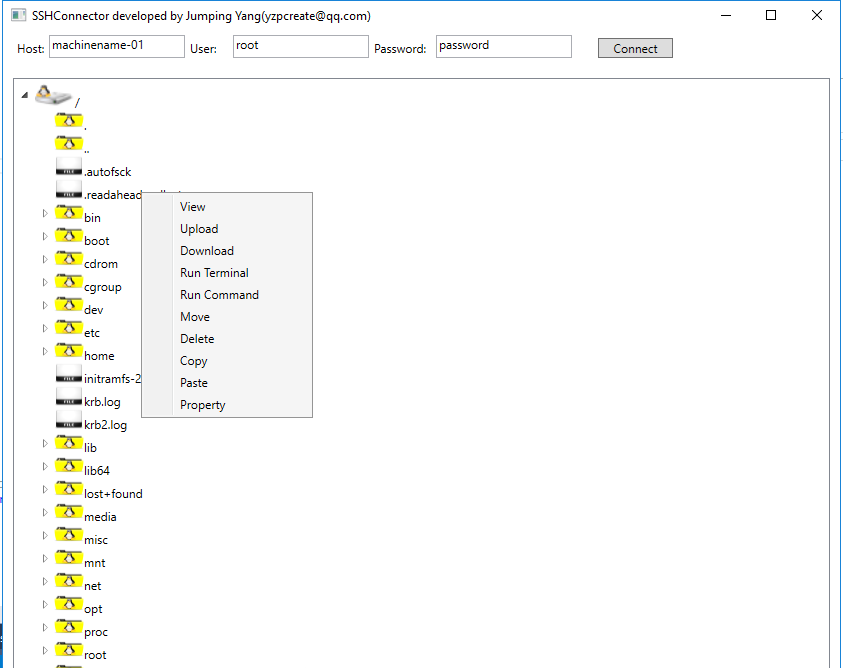 SSHConnector developed by Jumping Yang(yzpcreate@qq.com)
Host: machinename-01 User: root Password: password Connect
/
.
..
.autofsck
.readahead
View
Upload
bin
Download
boot
Run Terminal
cdrom
Run Command
cgroup
Move
dev
Delete
etc
Copy
home
Paste
initramfs-2
Property
krb.log
krb2.log
lib
lib64
lost+found
media
misc
mnt
net
opt
proc
root